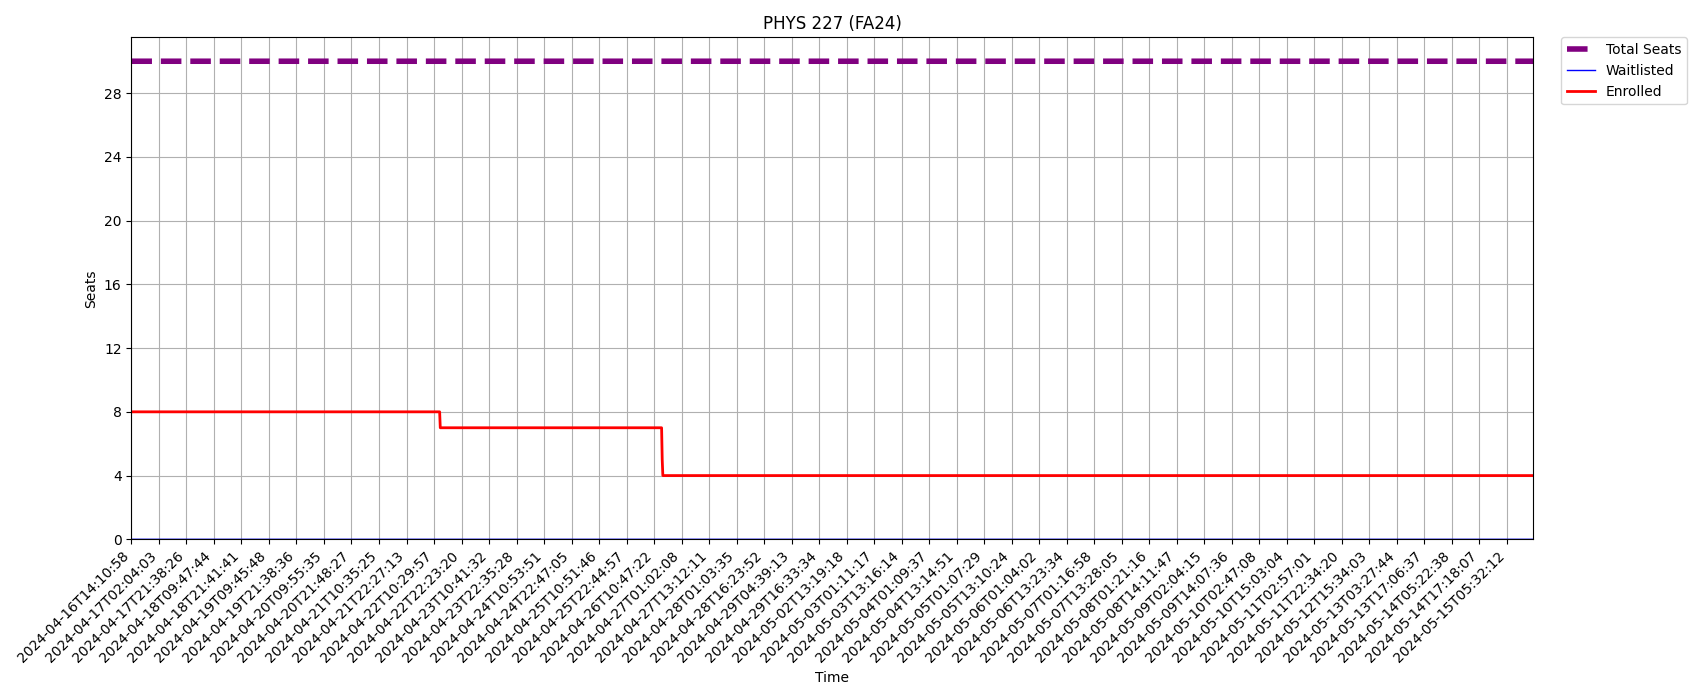 PHYS 227 (FA24)
Total Seats
Waitlisted
Enrolled
28
24
20
16
12
8
4
0
Seats
2024-04-16T14:10:58
2024-04-17T02:04:03
2024-04-17T21:38:26
2024-04-18T09:47:44
2024-04-18T21:41:41
2024-04-19T09:45:48
2024-04-19T21:38:36
2024-04-20T09:55:35
2024-04-20T21:48:27
2024-04-21T10:35:25
2024-04-21T22:27:13
2024-04-22T10:29:57
2024-04-22T22:23:20
2024-04-23T10:41:32
2024-04-23T22:35:28
2024-04-24T10:53:51
2024-04-24T22:47:05
2024-04-25T10:51:46
2024-04-25T22:44:57
2024-04-26T10:47:22
2024-04-27T01:02:08
2024-04-27T13:12:11
2024-04-28T01:03:35
2024-04-28T16:23:52
2024-04-29T04:39:13
2024-04-29T16:33:34
2024-05-02T13:19:18
2024-05-03T01:11:17
2024-05-03T13:16:14
2024-05-04T01:09:37
2024-05-04T13:14:51
2024-05-05T01:07:29
2024-05-05T13:10:24
2024-05-06T01:04:02
2024-05-06T13:23:34
2024-05-07T01:16:58
2024-05-07T13:28:05
2024-05-08T01:21:16
2024-05-08T14:11:47
2024-05-09T02:04:15
2024-05-09T14:07:36
2024-05-10T02:47:08
2024-05-10T15:03:04
2024-05-11T02:57:01
2024-05-11T22:34:20
2024-05-12T15:34:03
2024-05-13T03:27:44
2024-05-13T17:06:37
2024-05-14T05:22:38
2024-05-14T17:18:07
2024-05-15T05:32:12
Time